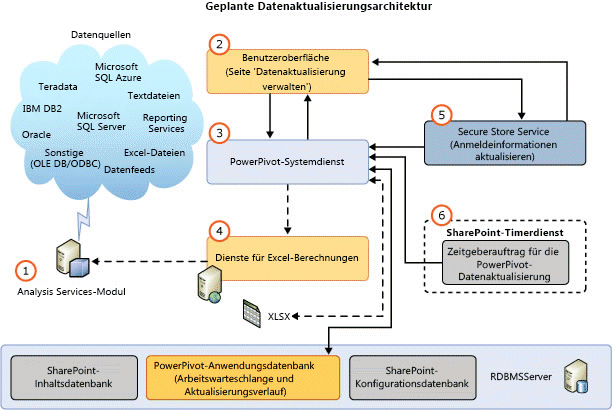 Geplante Datenaktualisierungsarchitektur
Datenquellen
Microsoft
SQL Azure
Teradata
Textdateien
IBM DB2
Microsoft
SQL Server
Reporting
Services
Oracle
Sonstige
(OLE DB/ODBC)
Excel-Dateien
Datenfeeds
1
Analysis Services-Modul
2
Benutzeroberfläche
(Seite 'Datenaktualisierung
verwalten')
3
PowerPivot-Systemdienst
4
Dienste für Excel-Berechnungen
XLSX
5
Secure Store Service
(Anmeldeinformationen
aktualisieren)
6
SharePoint-Timerdienst
Zeitgeberauftrag für die
PowerPivot-
Datenaktualisierung
SharePoint-
Inhaltsdatenbank
PowerPivot-Anwendungsdatenbank
(Arbeitswarteschlange und
Aktualisierungsverlauf)
SharePoint-
Konfigurationsdatenbank
RDBMSServer